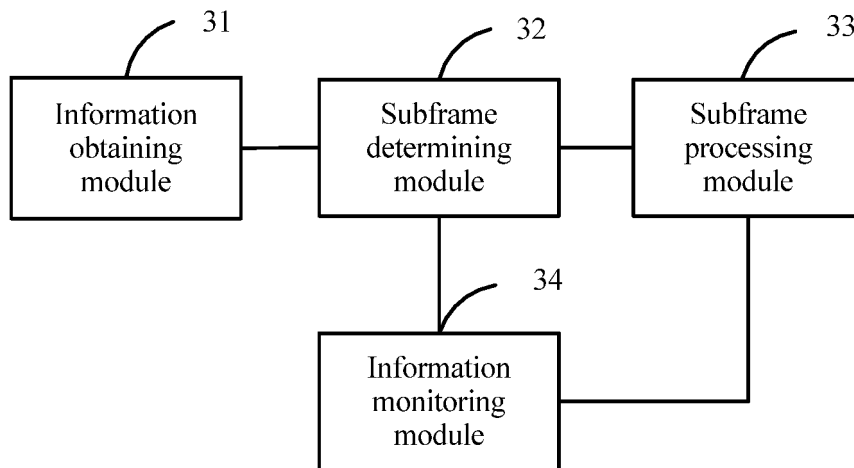 31
32
33
Information
obtaining
module
Subframe
determining
module
Subframe
processing
module
34
Information
monitoring
module